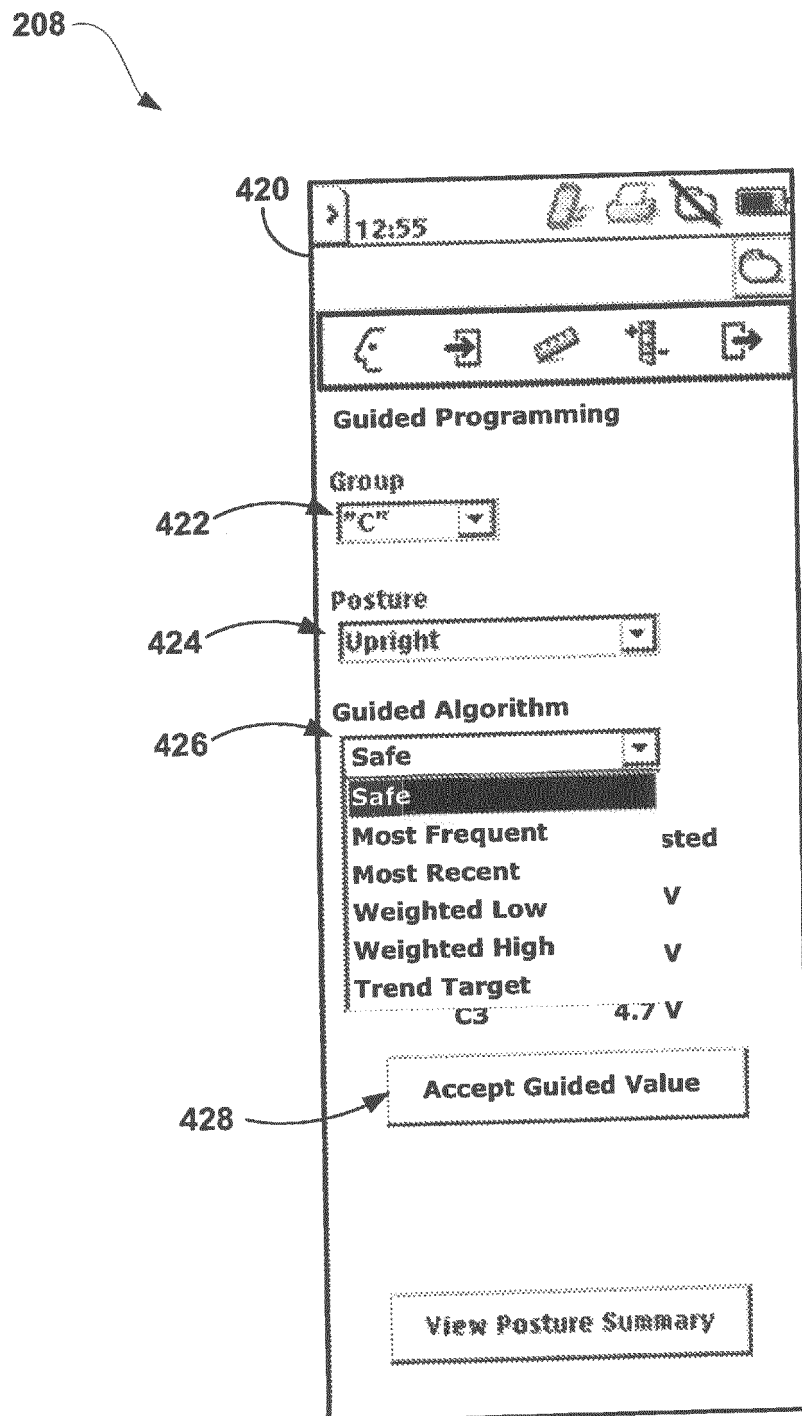 208
420
12:55
Guided Programming
Group
422
"C"
Posture
424
Upright
Guided Algorithm
426
Safe
Safe
Most Frequent
sted
Most Recent
Weighted Low
V
Weighted High
V
Trend Target
C3 4.7 V
Accept Guided Value
428
View Posture Summary